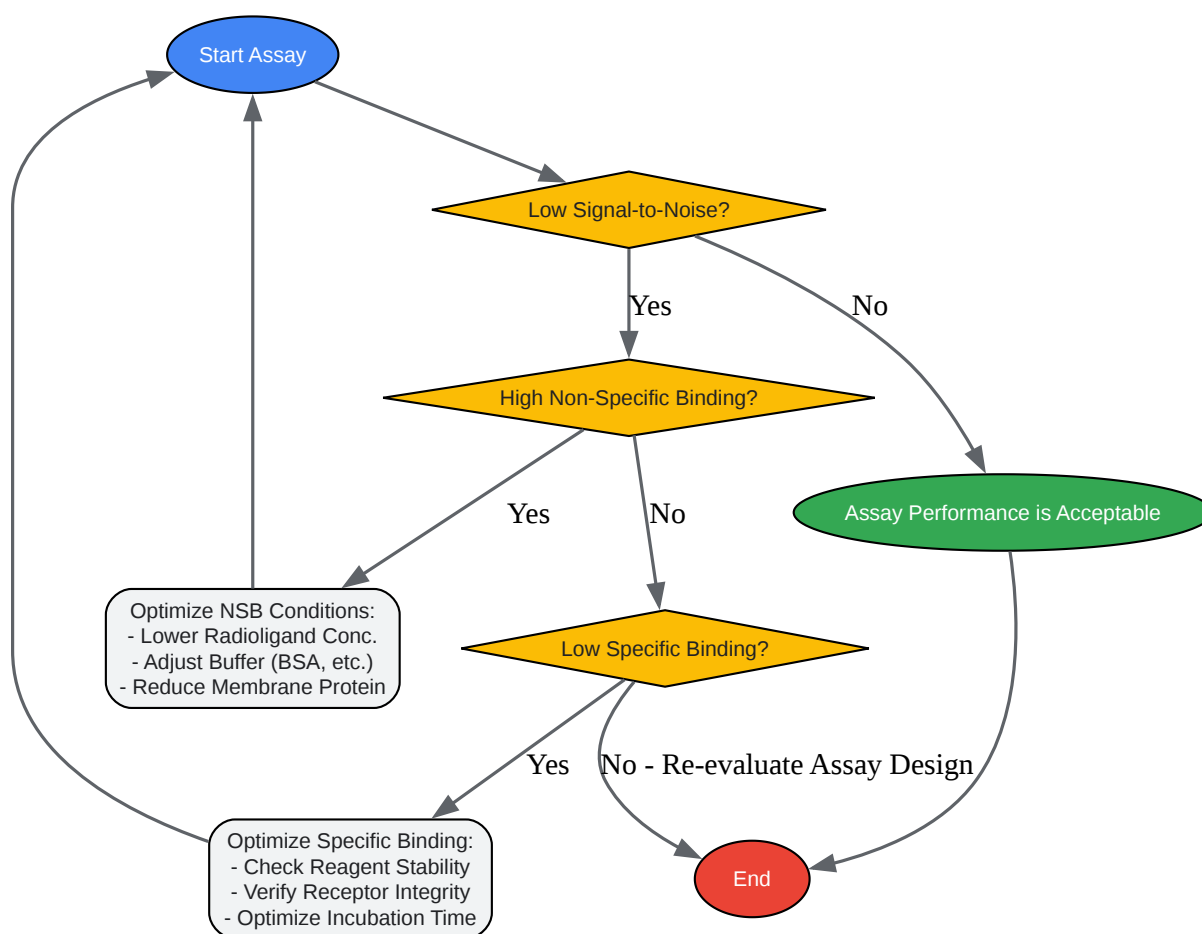 Start Assay
Low Signal-to-Noise?
Yes
No
High Non-Specific Binding?
Yes
No
Assay Performance is Acceptable
Optimize NSB Conditions:
- Lower Radioligand Conc.
- Adjust Buffer (BSA, etc.)
- Reduce Membrane Protein
Low Specific Binding?
Yes
No - Re-evaluate Assay Design
Optimize Specific Binding:
- Check Reagent Stability
- Verify Receptor Integrity
- Optimize Incubation Time
End